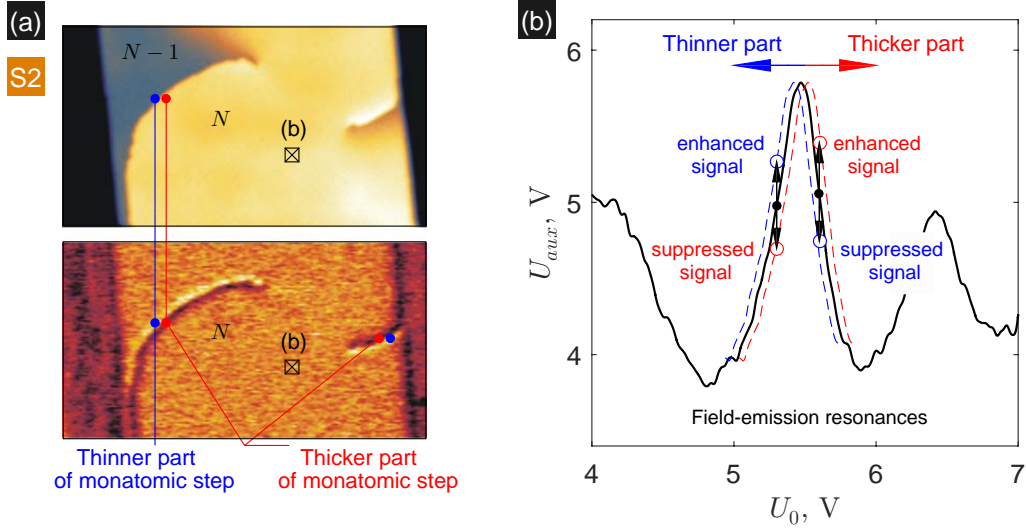 (a)
S2
N − 1
N
(b)
N
(b)
Thinner part
of monatomic step
Thicker part
of monatomic step
(b)
Thinner part
Thicker part
enhanced
signal
enhanced
signal
suppressed
signal
suppressed
signal
Field-emission resonances
U_aux, V
6
5
4
4
5
6
7
U_0, V